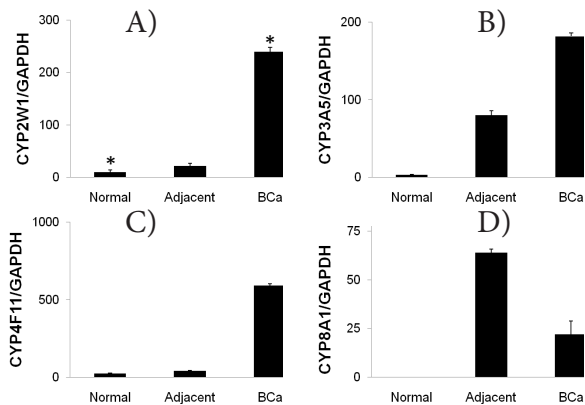 A)
CYP2W1/GAPDH
300
200
100
0
*
*
Normal
Adjacent
BCa
B)
CYP3A5/GAPDH
200
100
0
Normal
Adjacent
BCa
C)
CYP4F11/GAPDH
1000
500
0
Normal
Adjacent
BCa
D)
CYP8A1/GAPDH
75
50
25
0
Normal
Adjacent
BCa